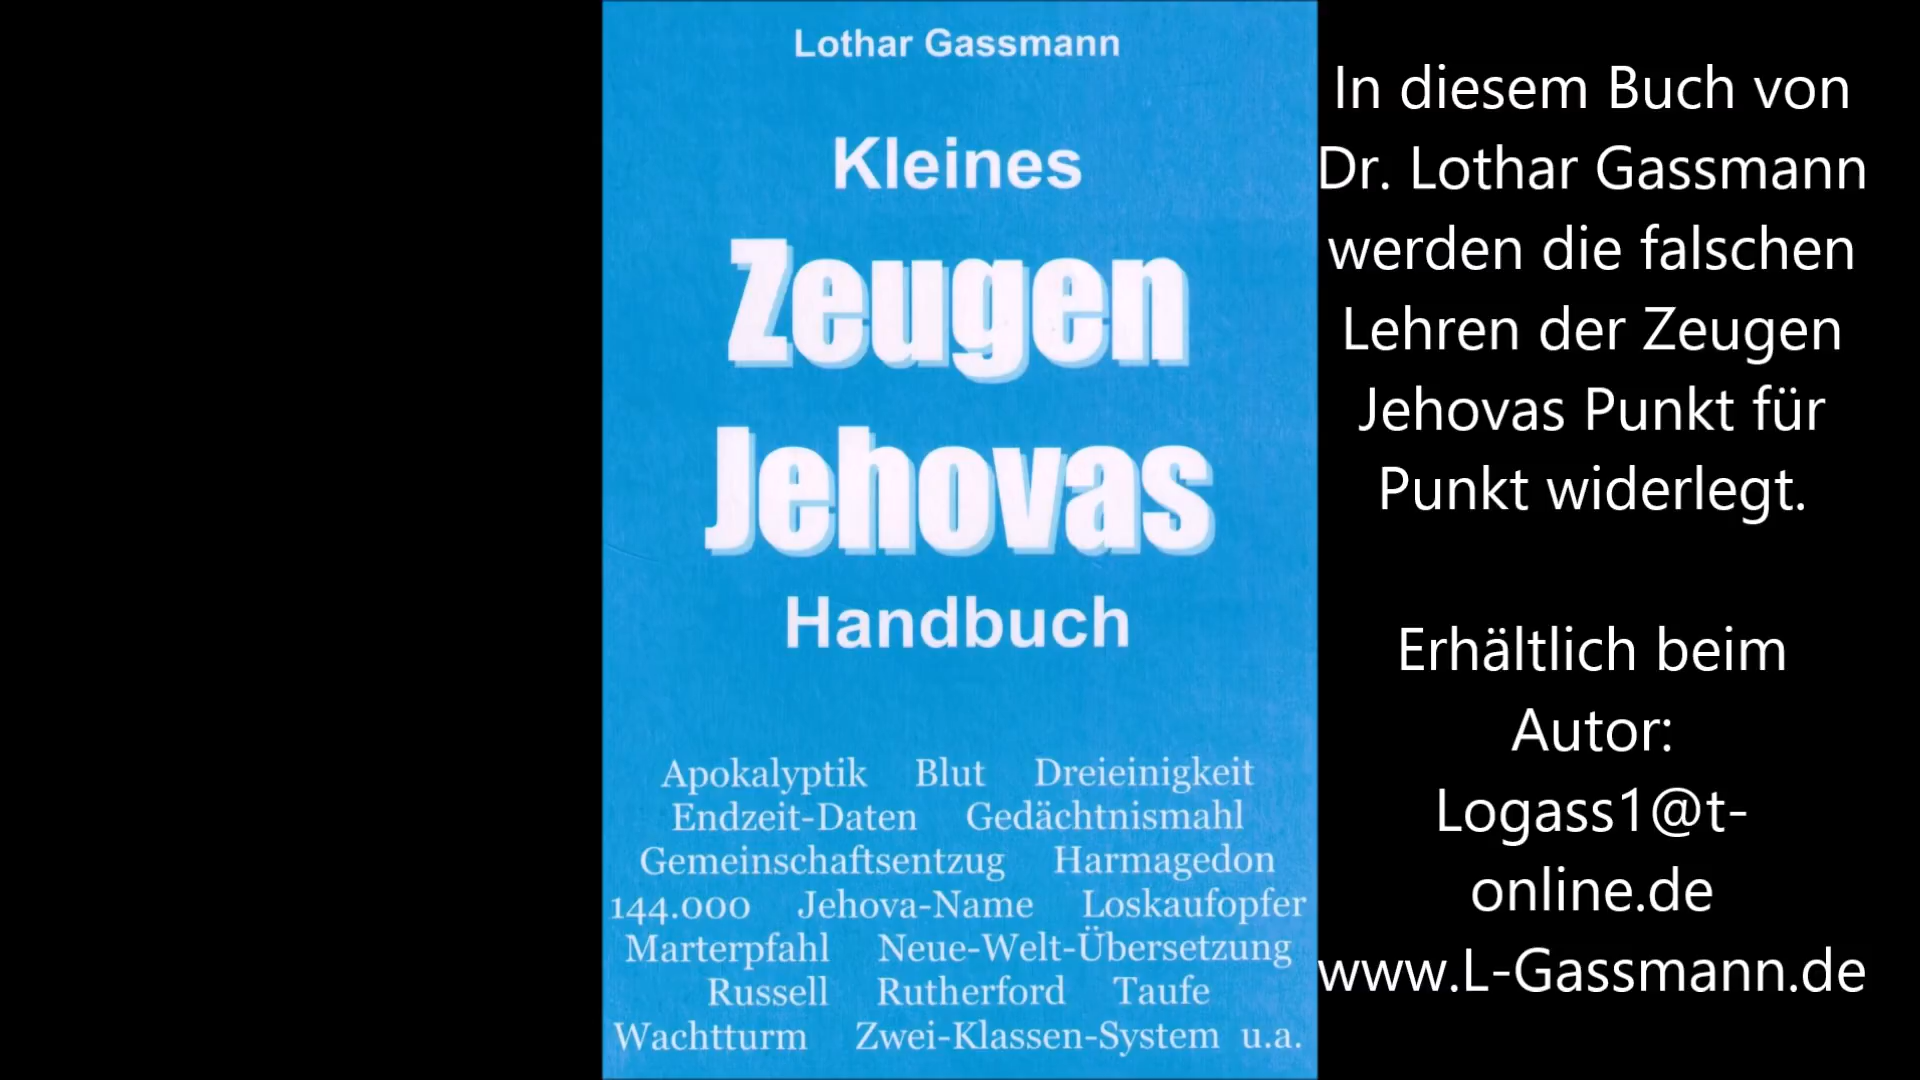 Lothar Gassmann
Kleines
Zeugen
Jehovas
Handbuch
Apokalyptik Blut Dreieinigkeit
Endzeit-Daten Gedächtnismahl
Gemeinschaftsentzug Harmagedon
144.000 Jehova-Name Loskaufopfer
Marterpfahl Neue-Welt-Übersetzung
Russell Rutherford Taufe
Wachtturm Zwei-Klassen-System u.a.
In diesem Buch von
Dr. Lothar Gassmann
werden die falschen
Lehren der Zeugen
Jehovas Punkt für
Punkt widerlegt.
Erhältlich beim
Autor:
Logass1@t-
online.de
www.L-Gassmann.de